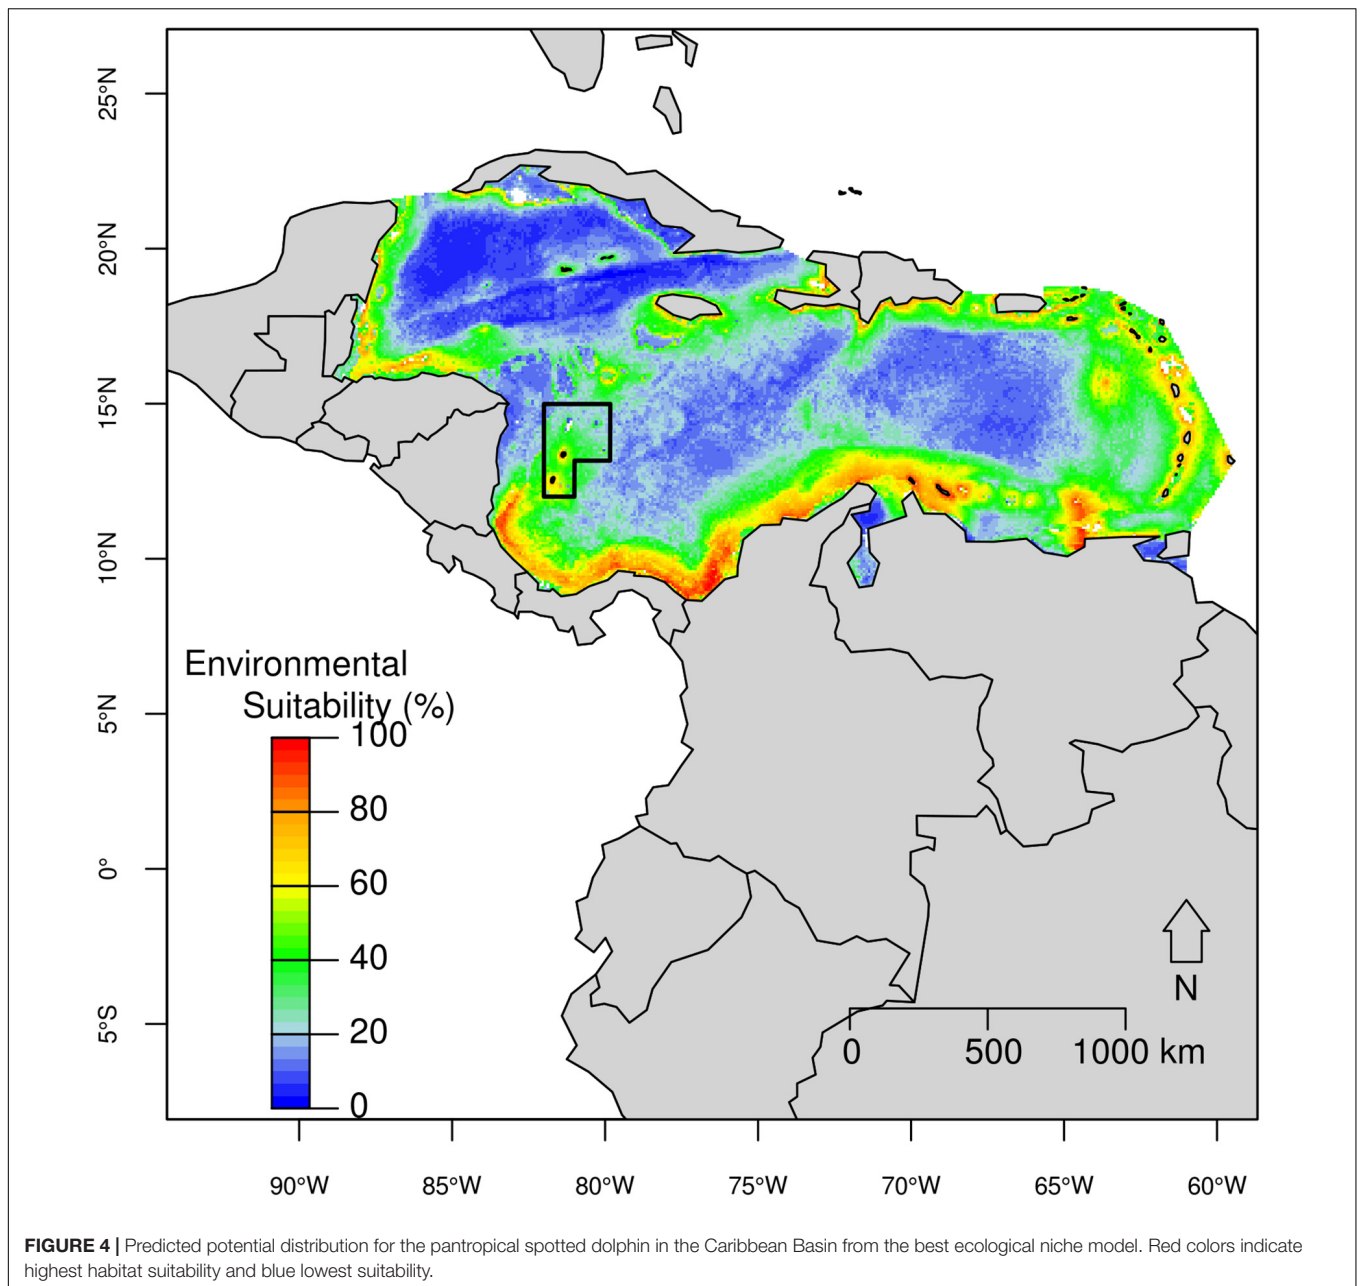 25°N
20°N
15°N
10°N
5°N
0°
5°S
Environmental
Suitability (%)
100
80
60
40
20
0
N
0 500 1000 km
90°W 85°W 80°W 75°W 70°W 65°W 60°W
FIGURE 4 | Predicted potential distribution for the pantropical spotted dolphin in the Caribbean Basin from the best ecological niche model. Red colors indicate
highest habitat suitability and blue lowest suitability.